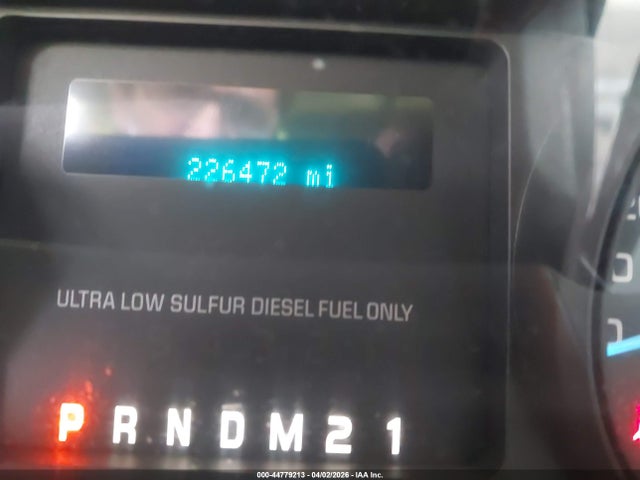 226472 mi
ULTRA LOW SULFUR DIESEL FUEL ONLY
P R N D M 2 1
000-44779213 - 04/02/2026 - IAA Inc.